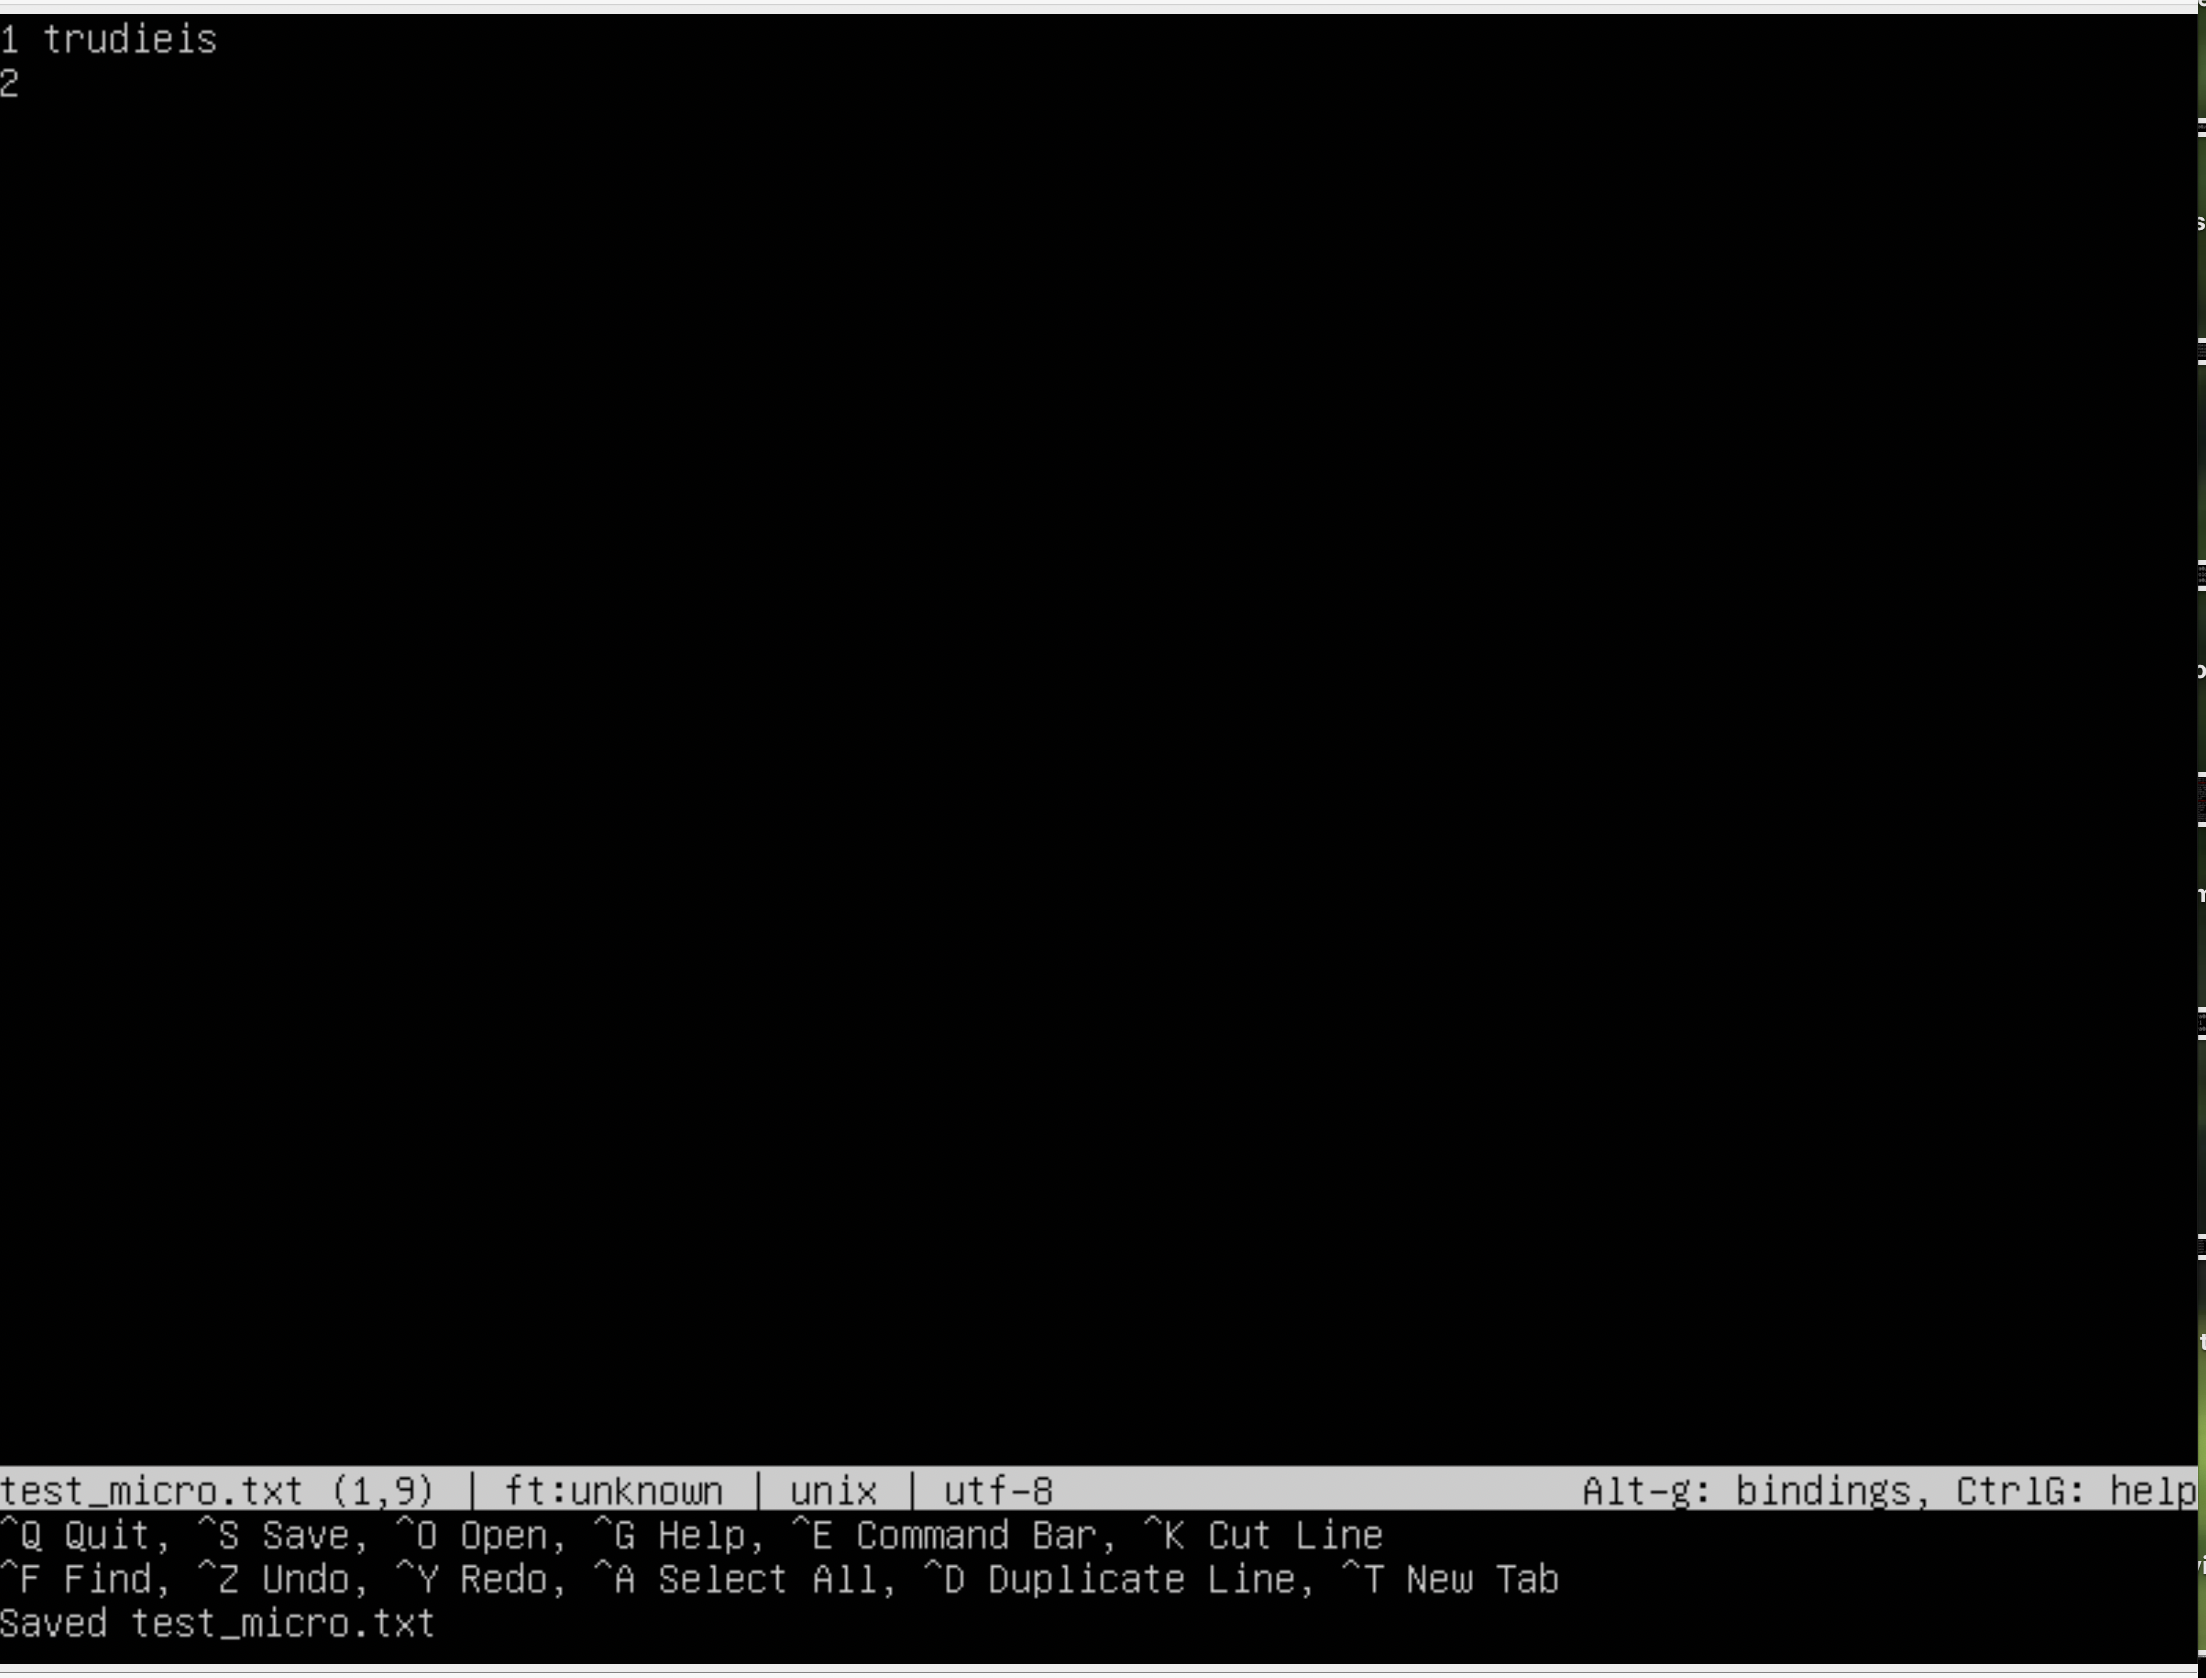 1 trudieis
2
test_micro.txt (1,9) | ft:unknown | unix | utf-8 Alt-g: bindings, CtrlG: help
^Q Quit, ^S Save, ^O Open, ^G Help, ^E Command Bar, ^K Cut Line
^F Find, ^Z Undo, ^Y Redo, ^A Select All, ^D Duplicate Line, ^T New Tab
Saved test_micro.txt